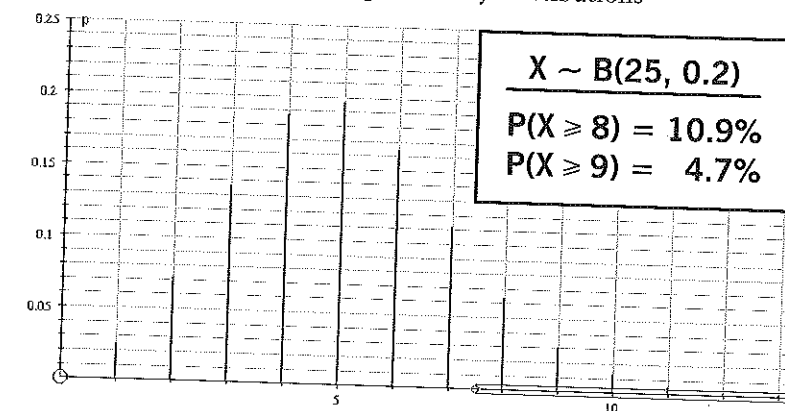 0.25
p
0.2
0.15
0.1
0.05
5
10
X ~ B(25, 0.2)
P(X ⩾ 8) = 10.9%
P(X ⩾ 9) = 4.7%